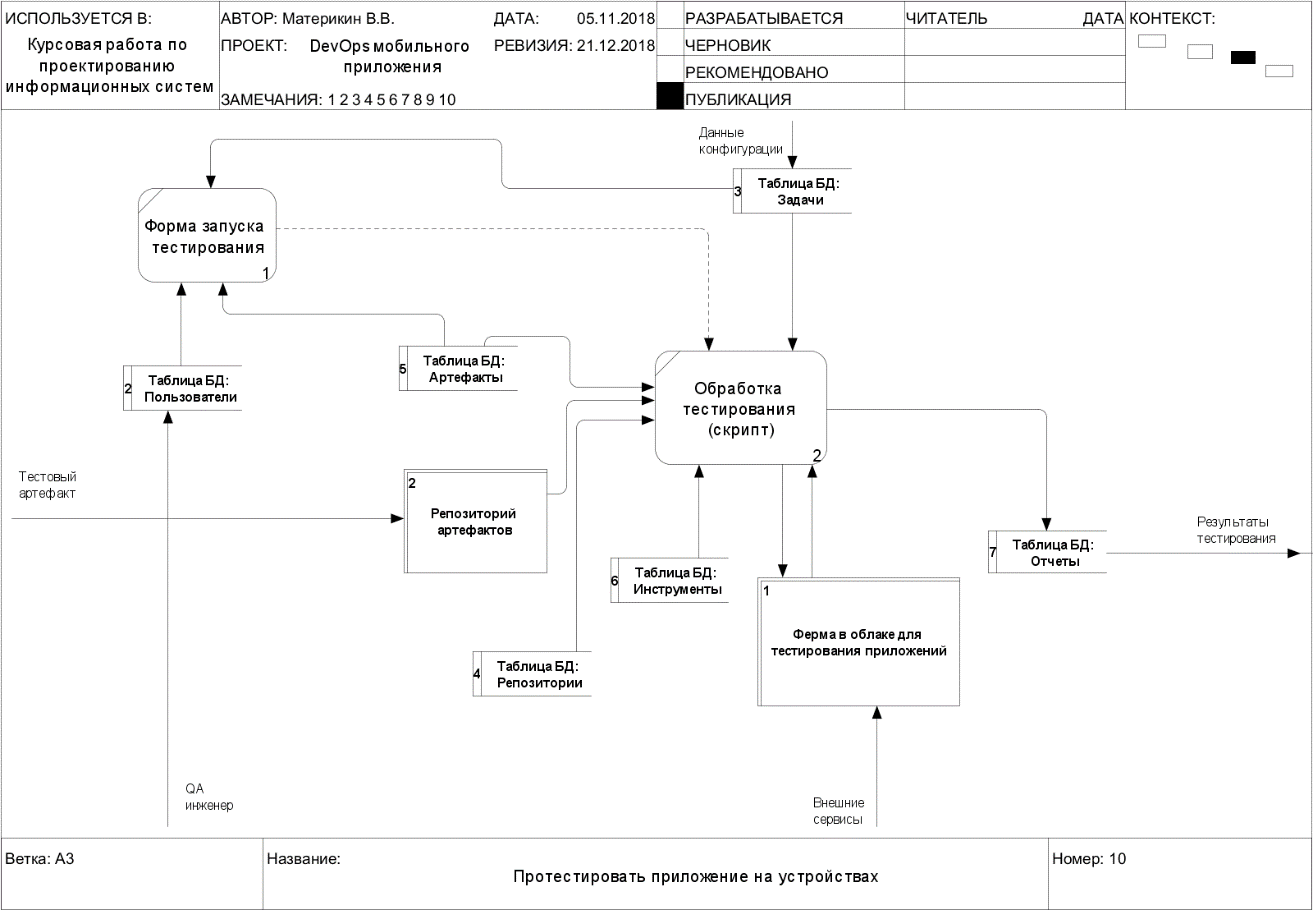 ИСПОЛЬЗУЕТСЯ В:
Курсовая работа по
проектированию
информационных систем
АВТОР: Материкин В.В.
ДАТА: 05.11.2018
ПРОЕКТ: DevOps мобильного
приложения
РЕВИЗИЯ: 21.12.2018
ЗАМЕЧАНИЯ: 1 2 3 4 5 6 7 8 9 10
РАЗРАБАТЫВАЕТСЯ
ЧЕРНОВИК
РЕКОМЕНДОВАНО
ПУБЛИКАЦИЯ
ЧИТАТЕЛЬ
ДАТА
КОНТЕКСТ:
Данные
конфигурации
3
Таблица БД:
Задачи
Форма запуска
тестирования
1
5
Таблица БД:
Артефакты
2
Таблица БД:
Пользователи
Обработка
тестирования
(скрипт)
2
Тестовый
артефакт
2
Репозиторий
артефактов
6
Таблица БД:
Инструменты
7
Таблица БД:
Отчеты
Результаты
тестирования
1
Ферма в облаке для
тестирования приложений
4
Таблица БД:
Репозитории
QA
инженер
Внешние
сервисы
Ветка: A3
Название:
Протестировать приложение на устройствах
Номер: 10